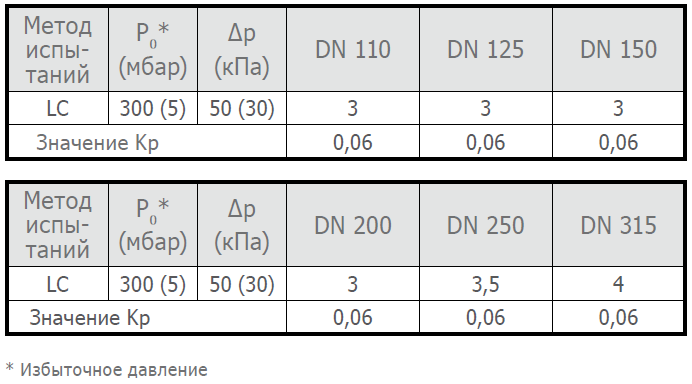 Метод испы-таний P0* (мбар) Δp (кПа) DN 110 DN 125 DN 150
LC 300 (5) 50 (30) 3 3 3
Значение Kp 0,06 0,06 0,06
Метод испы-таний P0* (мбар) Δp (кПа) DN 200 DN 250 DN 315
LC 300 (5) 50 (30) 3 3,5 4
Значение Kp 0,06 0,06 0,06
* Избыточное давление